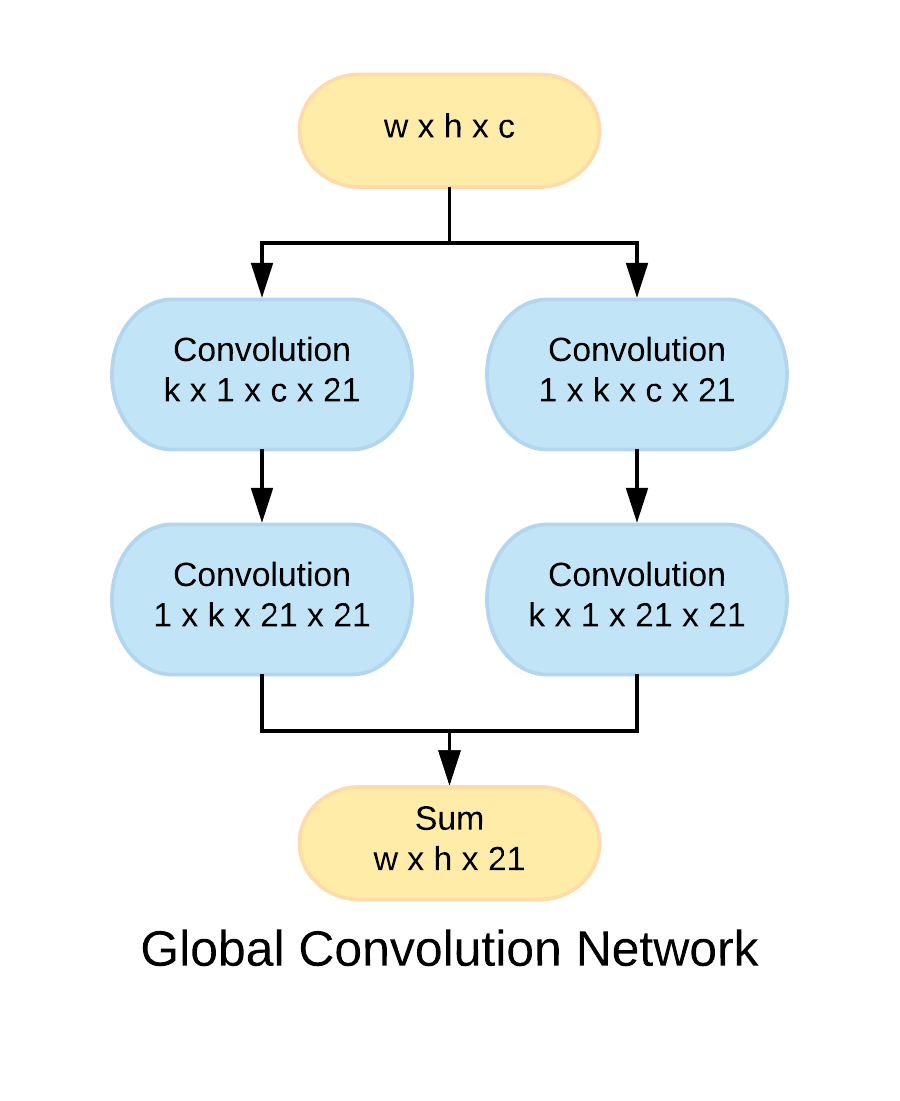 w x h x c
Convolution
k x 1 x c x 21
Convolution
1 x k x c x 21
Convolution
1 x k x 21 x 21
Convolution
k x 1 x 21 x 21
Sum
w x h x 21
Global Convolution Network